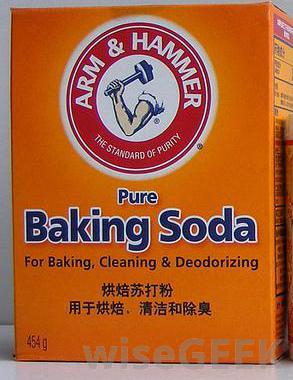 ARM & HAMMER
THE STANDARD OF PURITY
®
Pure
Baking Soda
For Baking, Cleaning & Deodorizing
烘焙苏打粉
用于烘焙、清洁和除臭
454 g
wiseGEEK